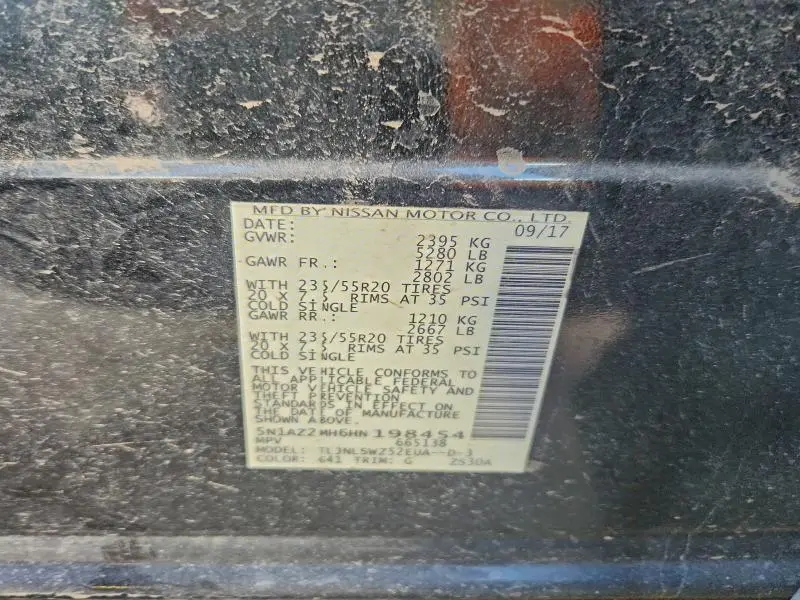 MFD BY NISSAN MOTOR CO., LTD.
DATE: 09/17
GVWR: 2395 KG
5280 LB
GAWR FR.: 1271 KG
2802 LB
WITH 235/55R20 TIRES
20 X 7.5 RIMS AT 35 PSI
COLD SINGLE
GAWR RR.: 1210 KG
2667 LB
WITH 235/55R20 TIRES
20 X 7.5 RIMS AT 35 PSI
COLD SINGLE
THIS VEHICLE CONFORMS TO
ALL APPLICABLE FEDERAL
MOTOR VEHICLE SAFETY AND
THEFT PREVENTION
STANDARDS IN EFFECT ON
THE DATE OF MANUFACTURE
SHOWN ABOVE.
5N1AZ2MH6HN198454
MPV 665138
MODEL: TL3NLSWZ52EUA--D-3
COLOR: G41 TRIM: G ZS30A